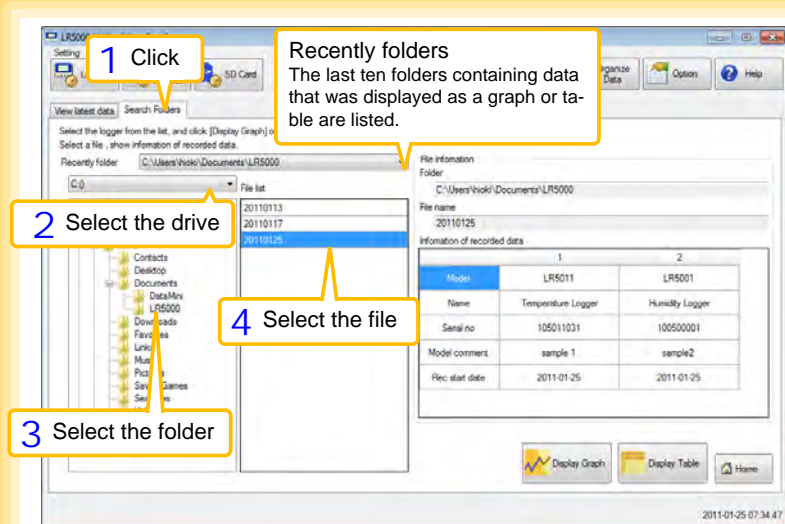 LR5000
Setting
1 Click
SD Card
Recently folders
The last ten folders containing data
that was displayed as a graph or ta-
ble are listed.
Data
Option
Help
View latest data
Search Folders
Select the logger from the list, and click [Display Graph]
Select a file , show infomation of recorded data.
Recently folder
C:\Users\hioki\Documents\LR5000
C:()
File list
20110113
20110117
20110125
2 Select the drive
Contacts
Desktop
Documents
DataMini
LR5000
Downloads
Favorites
4 Select the file
3 Select the folder
File infomation
Folder
C:\Users\hioki\Documents\LR5000
File name
20110125
Infomation of recorded data
1 2
Model LR5011 LR5001
Name Temperature Logger Humidity Logger
Serial no 105011031 100500001
Model comment sample 1 sample2
Rec start date 2011-01-25 2011-01-25
Display Graph
Display Table
Home
2011-01-25 07:34:47